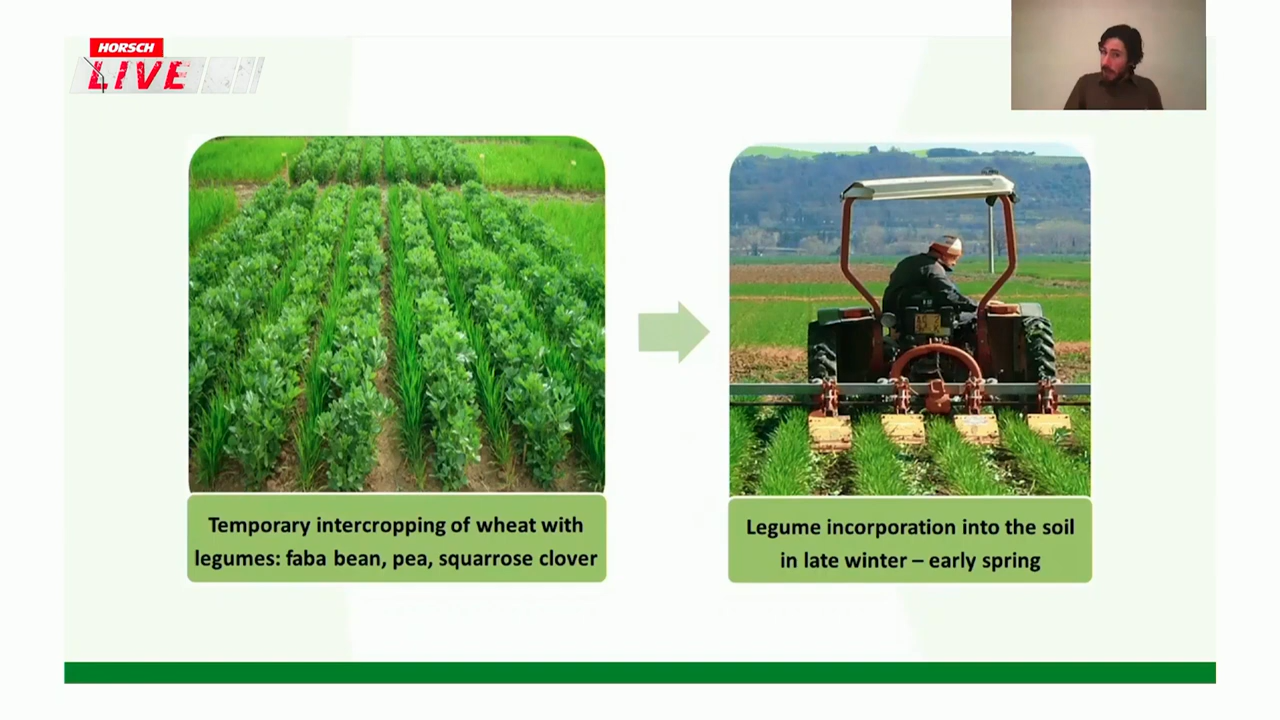 HORSCH
LIVE
Temporary intercropping of wheat with
legumes: faba bean, pea, squarrose clover
Legume incorporation into the soil
in late winter – early spring